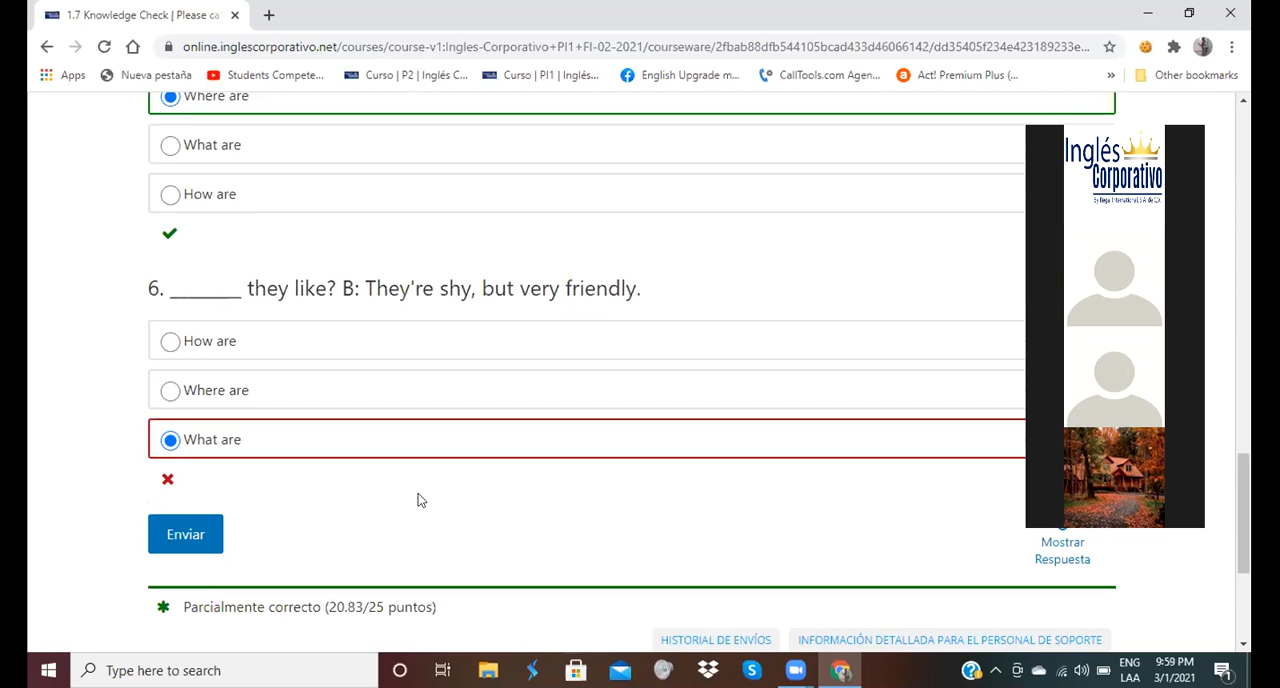 1.7 Knowledge Check | Please ca
online.inglescorporativo.net/courses/course-v1:Ingles-Corporativo+PI1+FI-02-2021/courseware/2fbab88dfb544105bcad433d46066142/dd35405f234e423189233e...
Apps Nueva pestaña Students Compete... Curso | P2 | Inglés C... Curso | PI1 | Inglés... English Upgrade m... CallTools.com Agen... Act! Premium Plus (... » Other bookmarks
Where are
What are
How are
Inglés
Corporativo
6. _______ they like? B: They're shy, but very friendly.
How are
Where are
What are
Enviar
Mostrar
Respuesta
Parcialmente correcto (20.83/25 puntos)
HISTORIAL DE ENVÍOS INFORMACIÓN DETALLADA PARA EL PERSONAL DE SOPORTE
Type here to search
ENG 9:59 PM
LAA 3/1/2021